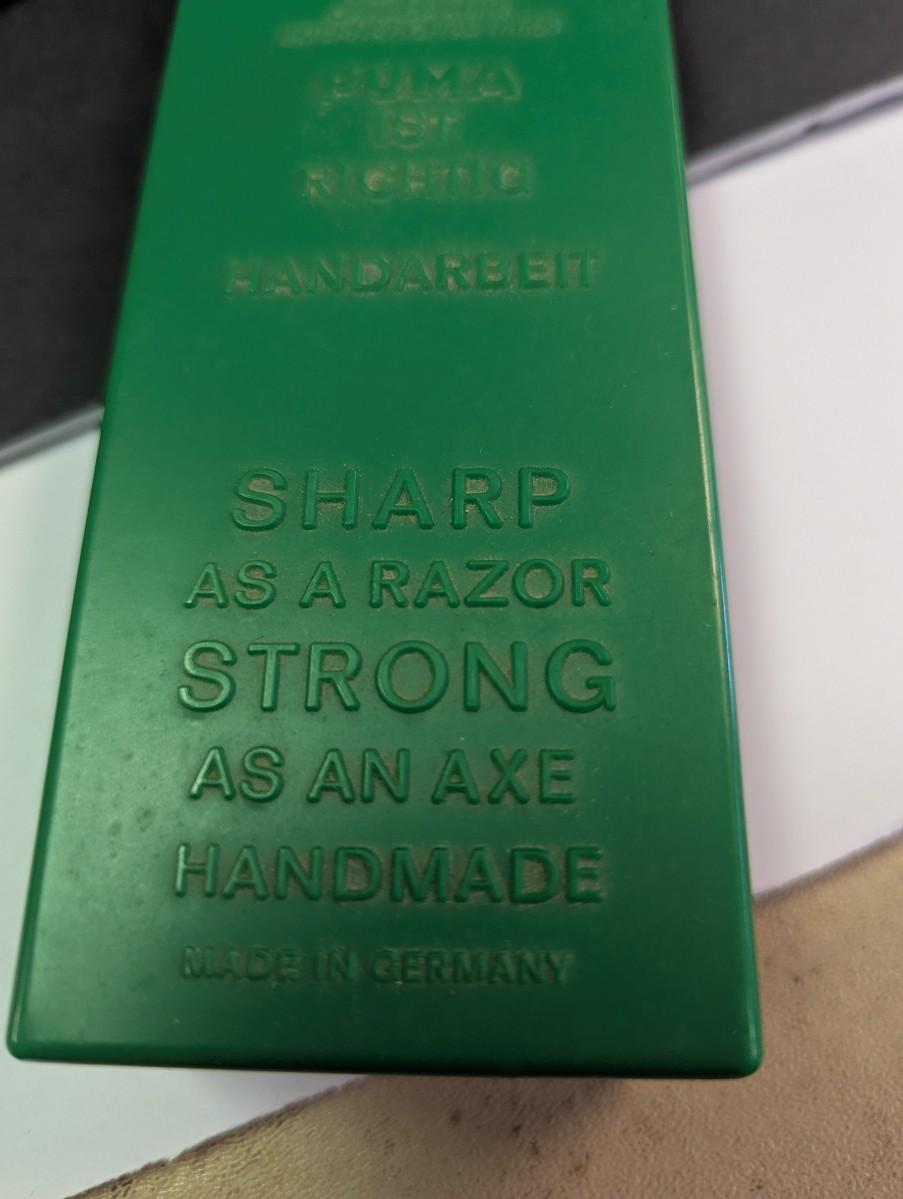 PUMA
IST
RICHTIG
HANDARBEIT
SHARP
AS A RAZOR
STRONG
AS AN AXE
HANDMADE
MADE IN GERMANY